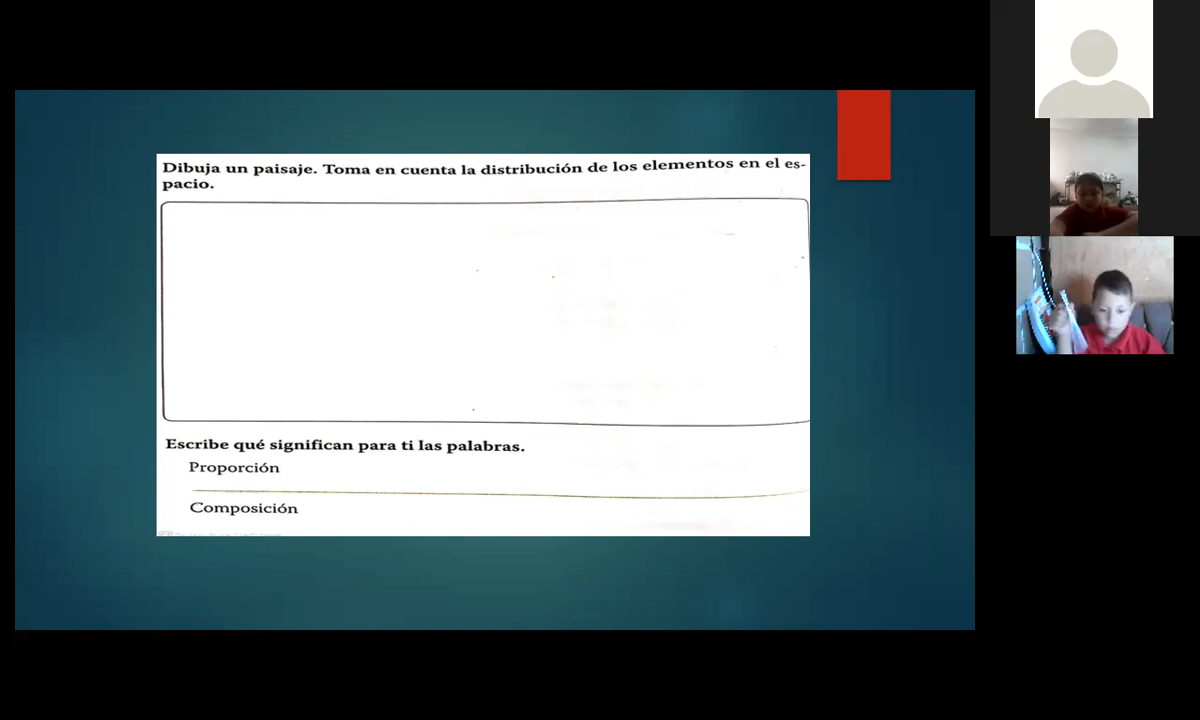 Dibuja un paisaje. Toma en cuenta la distribución de los elementos en el es-
pacio.
Escribe qué significan para ti las palabras.
Proporción
Composición